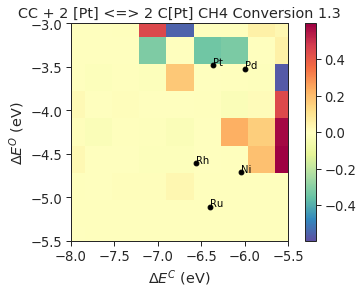 CC + 2 [Pt] <=> 2 C[Pt] CH4 Conversion 1.3
−3.0
−3.5
−4.0
−4.5
−5.0
−5.5
ΔE^O (eV)
Pt
Pd
Rh
Ni
Ru
−8.0 −7.5 −7.0 −6.5 −6.0 −5.5
ΔE^C (eV)
0.4
0.2
0.0
−0.2
−0.4